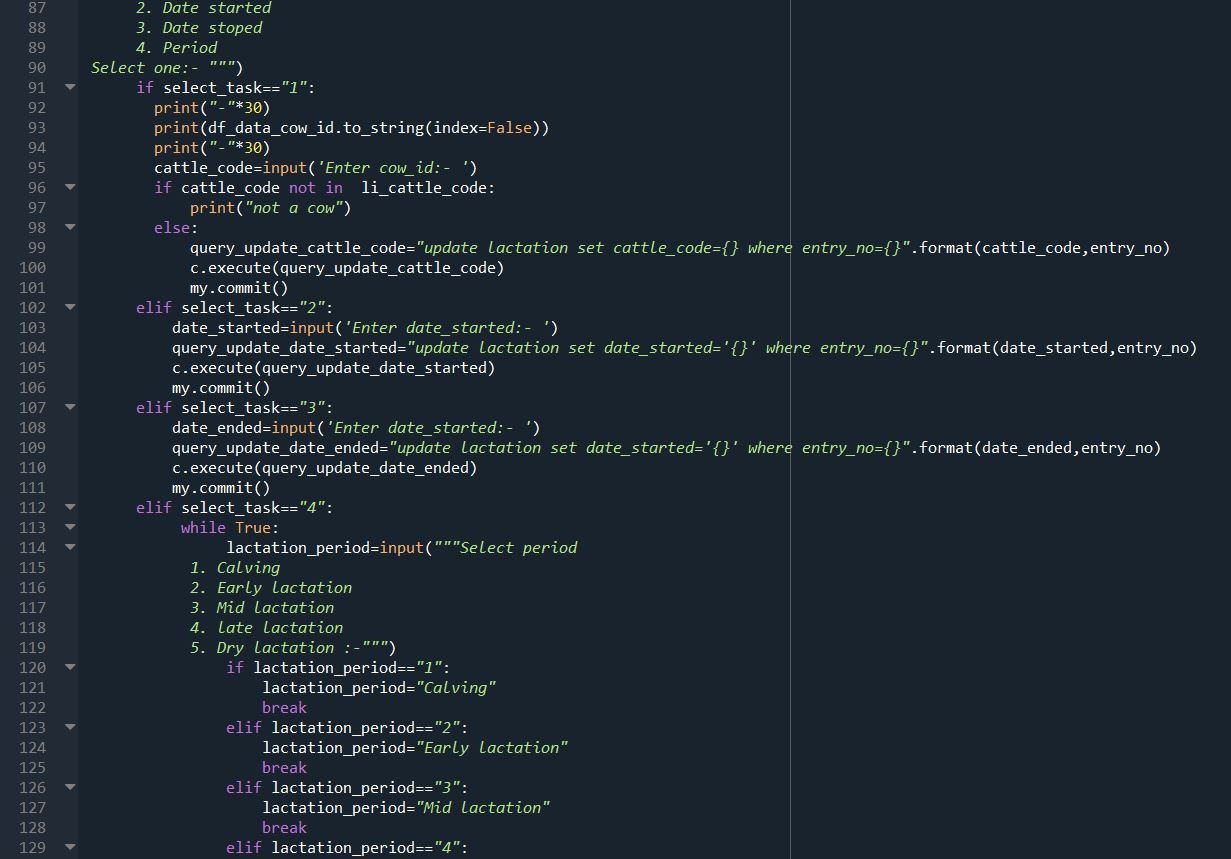 87 2. Date started
88 3. Date stoped
89 4. Period
90 Select one:- """)
91 if select_task=="1":
92 print("-"*30)
93 print(df_data_cow_id.to_string(index=False))
94 print("-"*30)
95 cattle_code=input('Enter cow_id:- ')
96 if cattle_code not in  li_cattle_code:
97 print("not a cow")
98 else:
99 query_update_cattle_code="update lactation set cattle_code={} where entry_no={}".format(cattle_code,entry_no)
100 c.execute(query_update_cattle_code)
101 my.commit()
102 elif select_task=="2":
103 date_started=input('Enter date_started:- ')
104 query_update_date_started="update lactation set date_started='{}' where entry_no={}".format(date_started,entry_no)
105 c.execute(query_update_date_started)
106 my.commit()
107 elif select_task=="3":
108 date_ended=input('Enter date_started:- ')
109 query_update_date_ended="update lactation set date_started='{}' where entry_no={}".format(date_ended,entry_no)
110 c.execute(query_update_date_ended)
111 my.commit()
112 elif select_task=="4":
113 while True:
114 lactation_period=input("""Select period
115 1. Calving
116 2. Early lactation
117 3. Mid lactation
118 4. late lactation
119 5. Dry lactation :-""")
120 if lactation_period=="1":
121 lactation_period="Calving"
122 break
123 elif lactation_period=="2":
124 lactation_period="Early lactation"
125 break
126 elif lactation_period=="3":
127 lactation_period="Mid lactation"
128 break
129 elif lactation_period=="4":